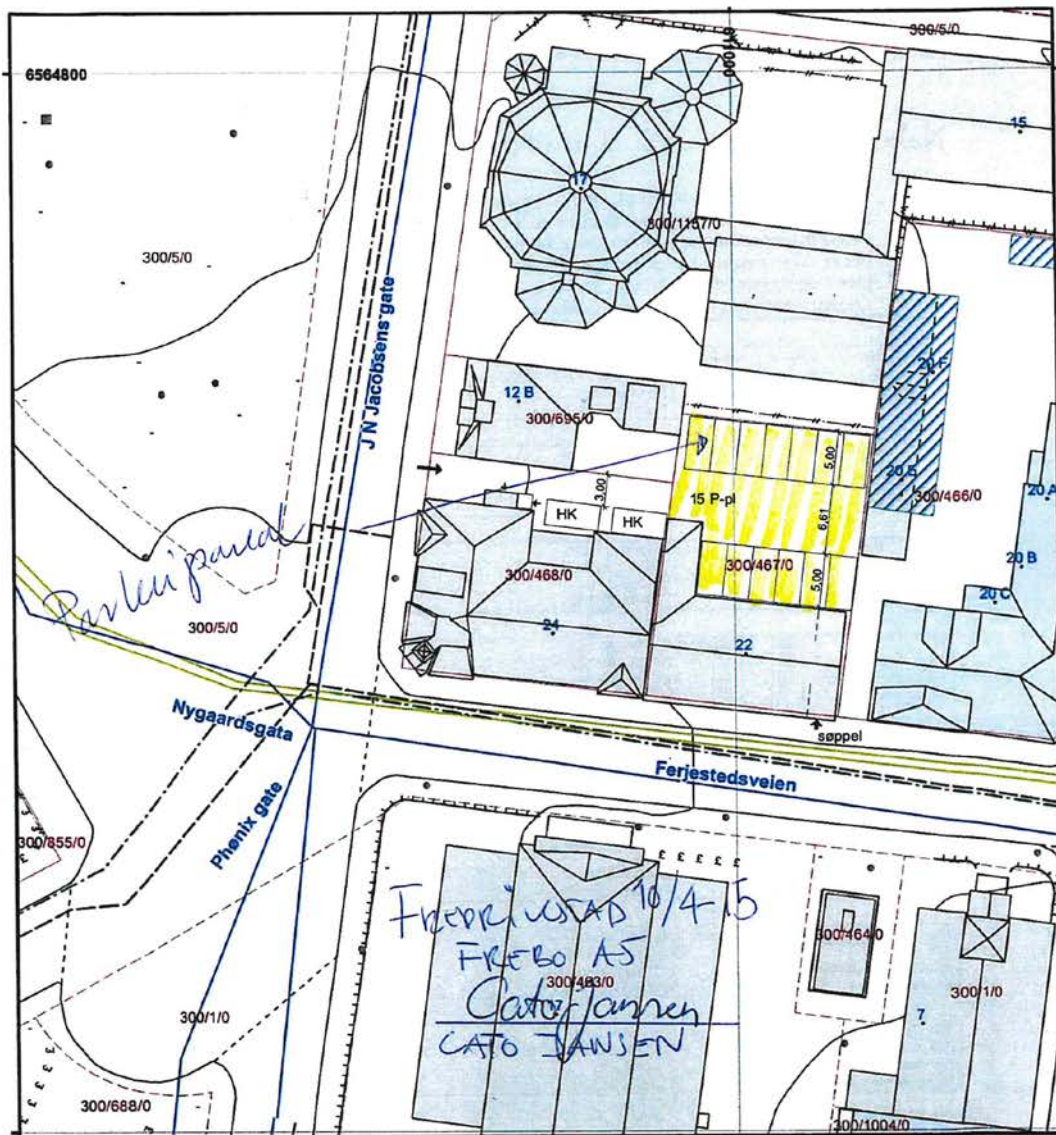 300/5/0
6564800
611000
15
17
300/1157/0
300/5/0
J N Jacobsens gate
20 F
12 B
300/695/0
5,00
3,00
15 P-pl
20 E
300/466/0
20 A
HK
HK
6,61
20 B
300/468/0
300/467/0
5,00
20 C
300/5/0
24
22
Nygaardsgata
søppel
Ferjestedsveien
Phønix gate
300/855/0
FREDRIKSTAD 10/4-15
300/464/0
FREBO AS
300/463/0
300/1/0
Cato Jansen
7
300/1/0
CATO JANSEN
300/688/0
300/1004/0